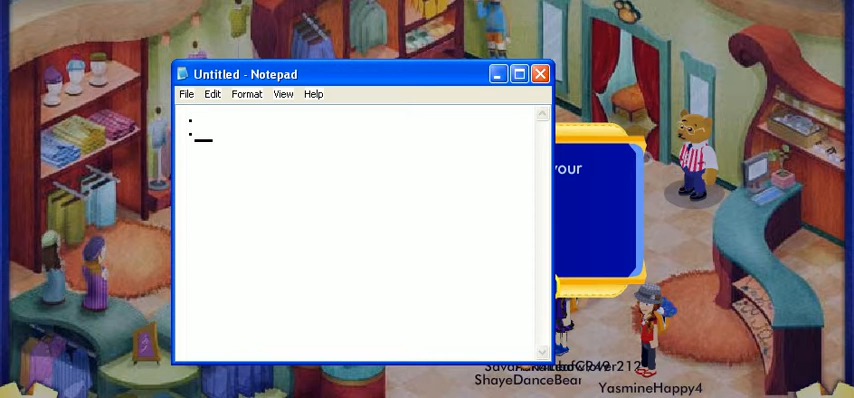 Untitled - Notepad
File Edit Format View Help
your
ShayeDanceBear
YasmineHappy4